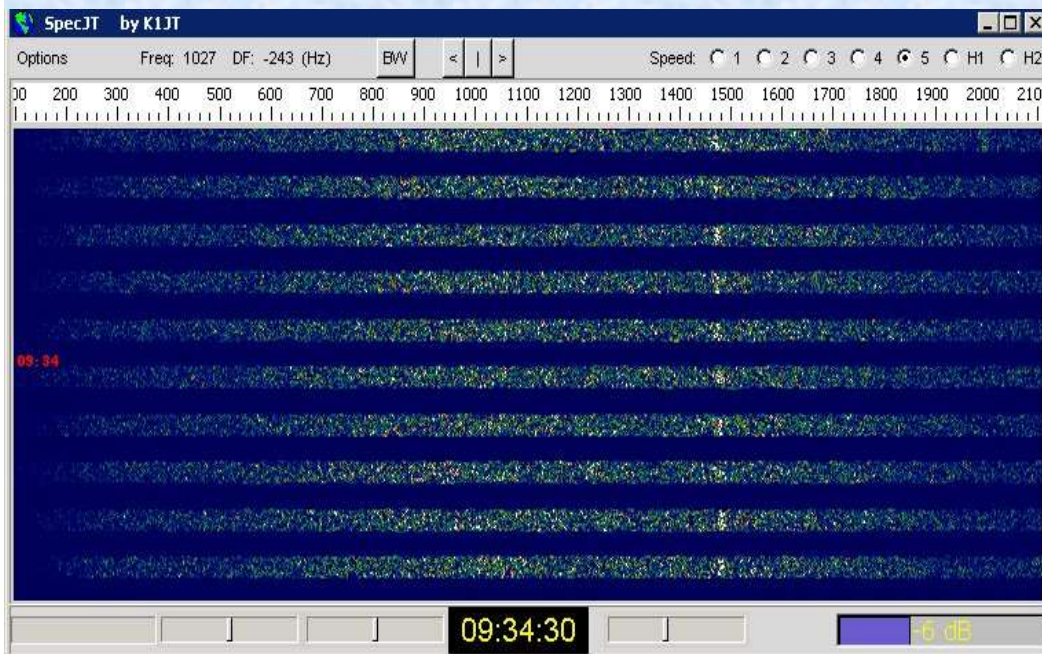 SpecJT by K1JT
Options Freq: 1027 DF: -243 (Hz) BW < | > Speed: 1 2 3 4 5 H1 H2
00 200 300 400 500 600 700 800 900 1000 1100 1200 1300 1400 1500 1600 1700 1800 1900 2000 210
09:34
09:34:30 -6 dB